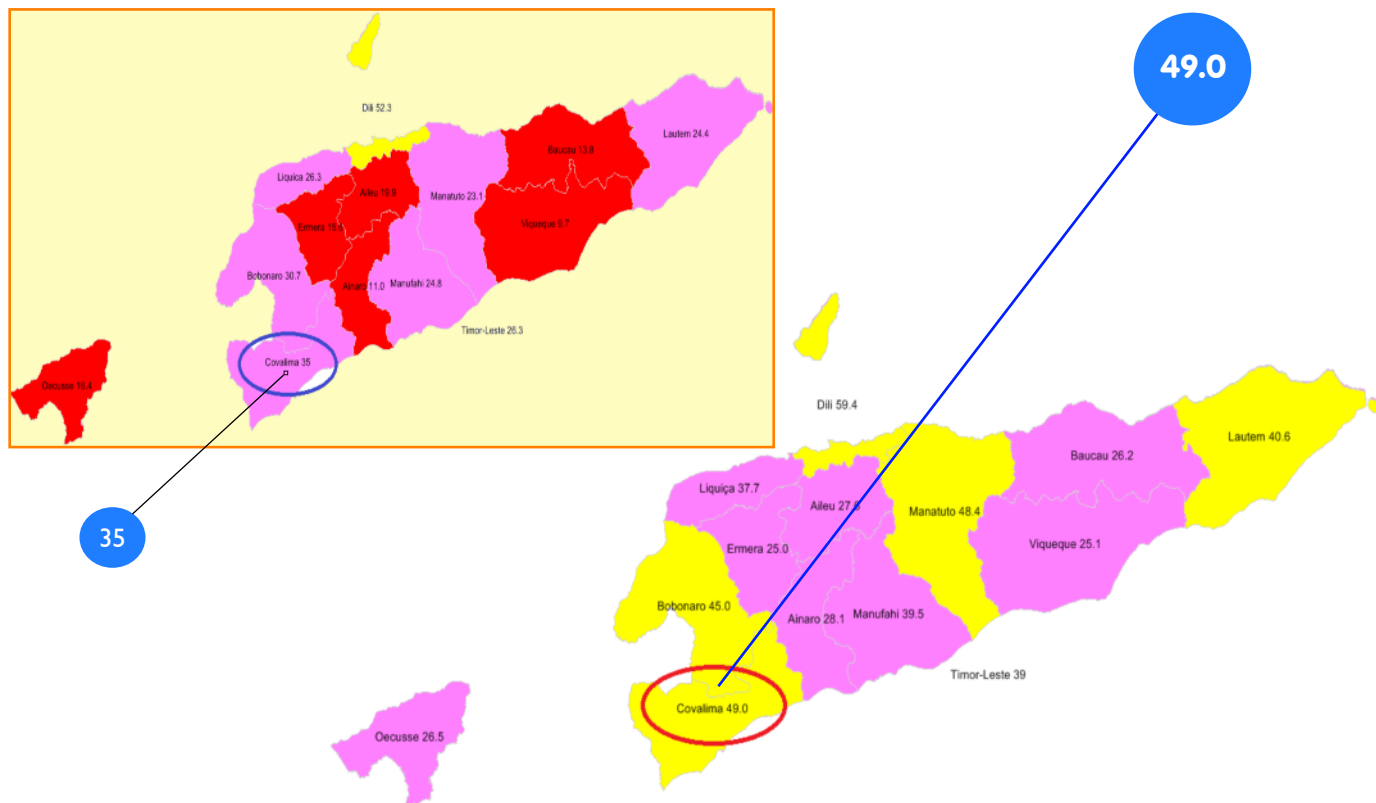 49.0
Dili 52.3
Lautem 24.4
Baucau 13.8
Liquica 26.3
Aileu 19.9
Manatuto 23.1
Ermera
Viqueque 9.7
Bobonaro 30.7
Ainaro 11.0
Manufahi 24.8
Timor-Leste 26.3
Covalima 35
Oecusse 16.4
35
Dili 59.4
Lautem 40.6
Baucau 26.2
Liquiça 37.7
Aileu
Manatuto 48.4
Viqueque 25.1
Ermera 25.0
Bobonaro 45.0
Ainaro 28.1
Manufahi 39.5
Timor-Leste 39
Covalima 49.0
Oecusse 26.5